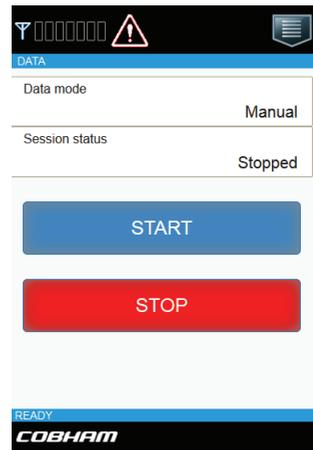 DATA
Data mode
Manual
Session status
Stopped
START
STOP
READY
COBHAM